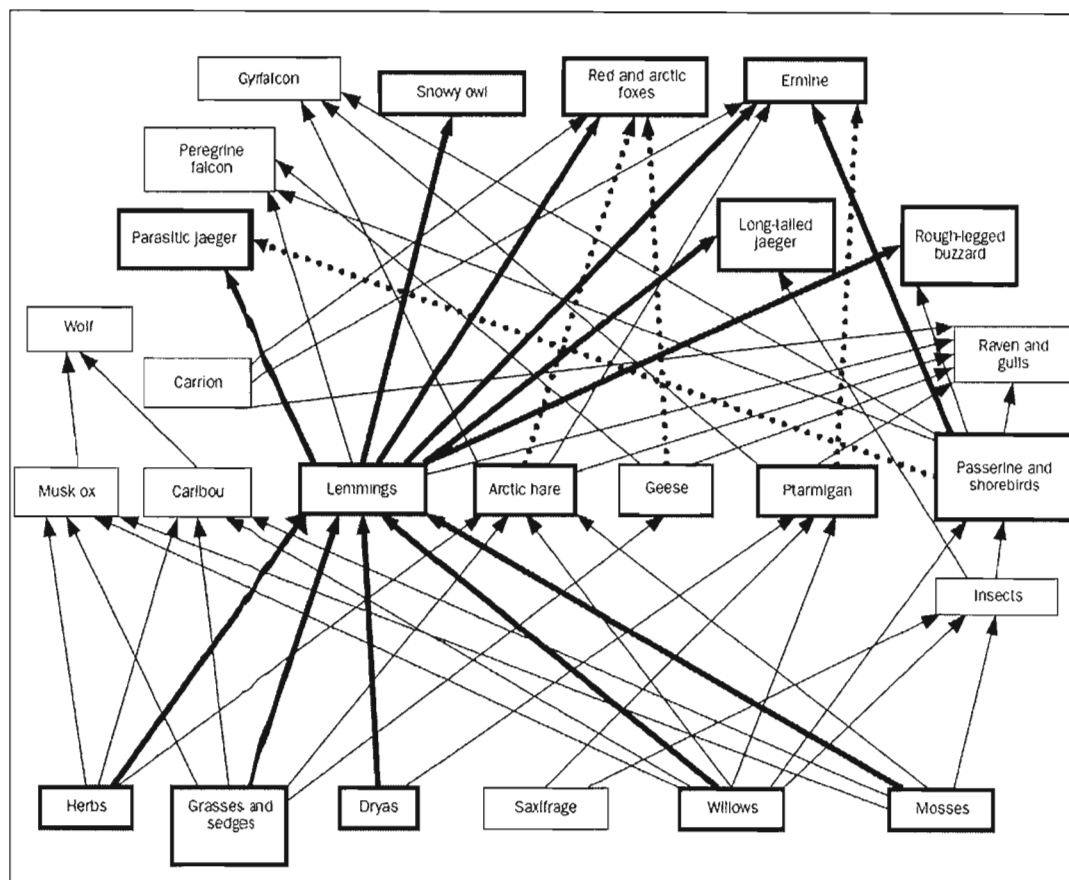 Gyrfalcon
Snowy owl
Red and arctic
foxes
Ermine
Peregrine
falcon
Parasitic jaeger
Long-tailed
jaeger
Rough-legged
buzzard
Wolf
Carrion
Raven and
gulls
Musk ox
Caribou
Lemmings
Arctic hare
Geese
Ptarmigan
Passerine and
shorebirds
Insects
Herbs
Grasses and
sedges
Dryas
Saxifrage
Willows
Mosses